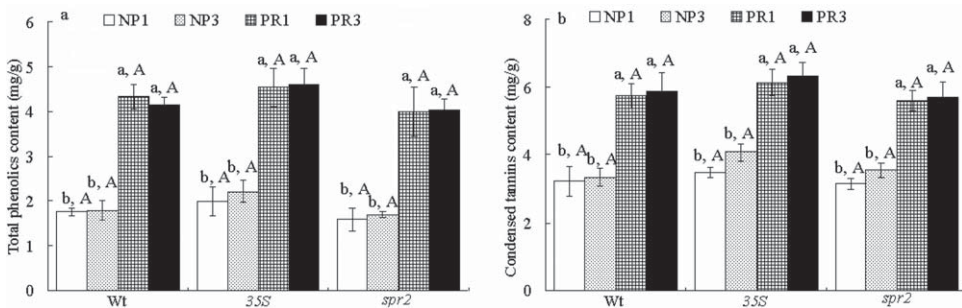 a
NP1 NP3 PR1 PR3
Total phenolics content (mg/g)
6
5
4
3
2
1
0
b, A b, A a, A a, A
b, A b, A a, A a, A
b, A b, A a, A a, A
Wt 35S spr2
b
NP1 NP3 PR1 PR3
Condensed tannins content (mg/g)
8
6
4
2
0
b, A b, A a, A a, A
b, A b, A a, A a, A
b, A b, A a, A a, A
Wt 35S spr2